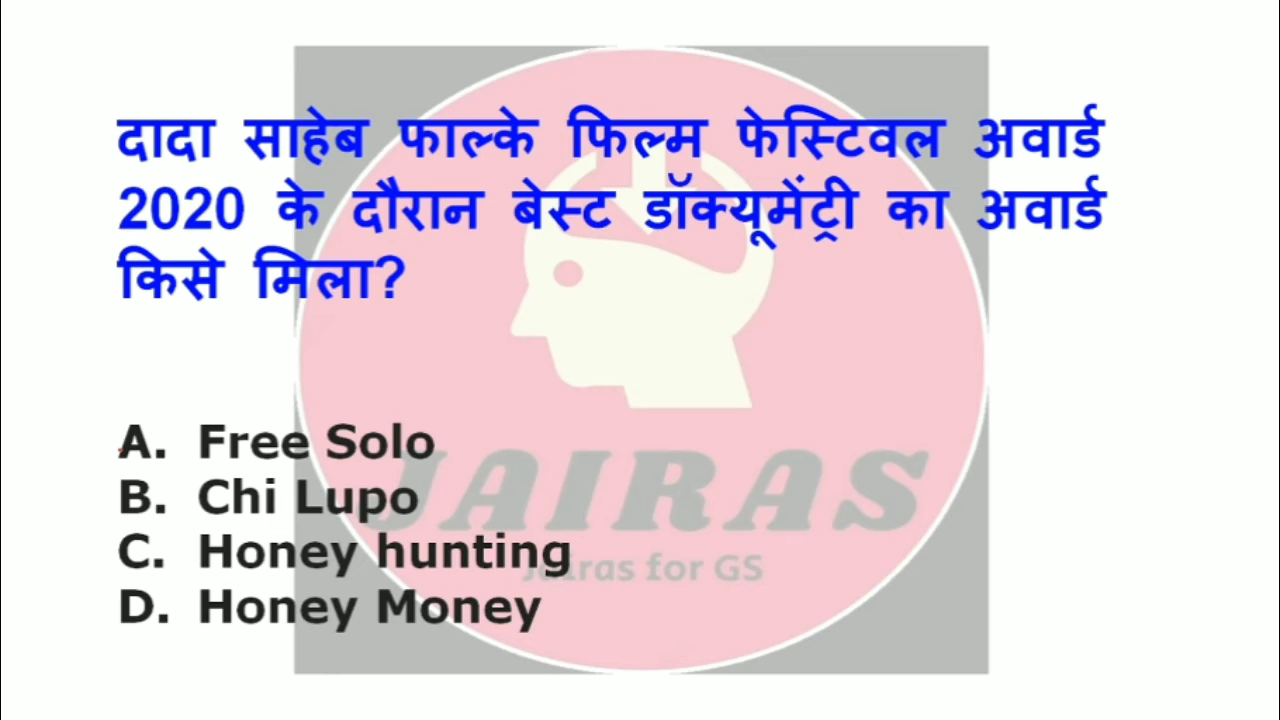 दादा साहेब फाल्के फिल्म फेस्टिवल अवार्ड
2020 के दौरान बेस्ट डॉक्यूमेंट्री का अवार्ड
किसे मिला?
A. Free Solo
B. Chi Lupo
C. Honey hunting
D. Honey Money
JAIRAS
Jairas for GS